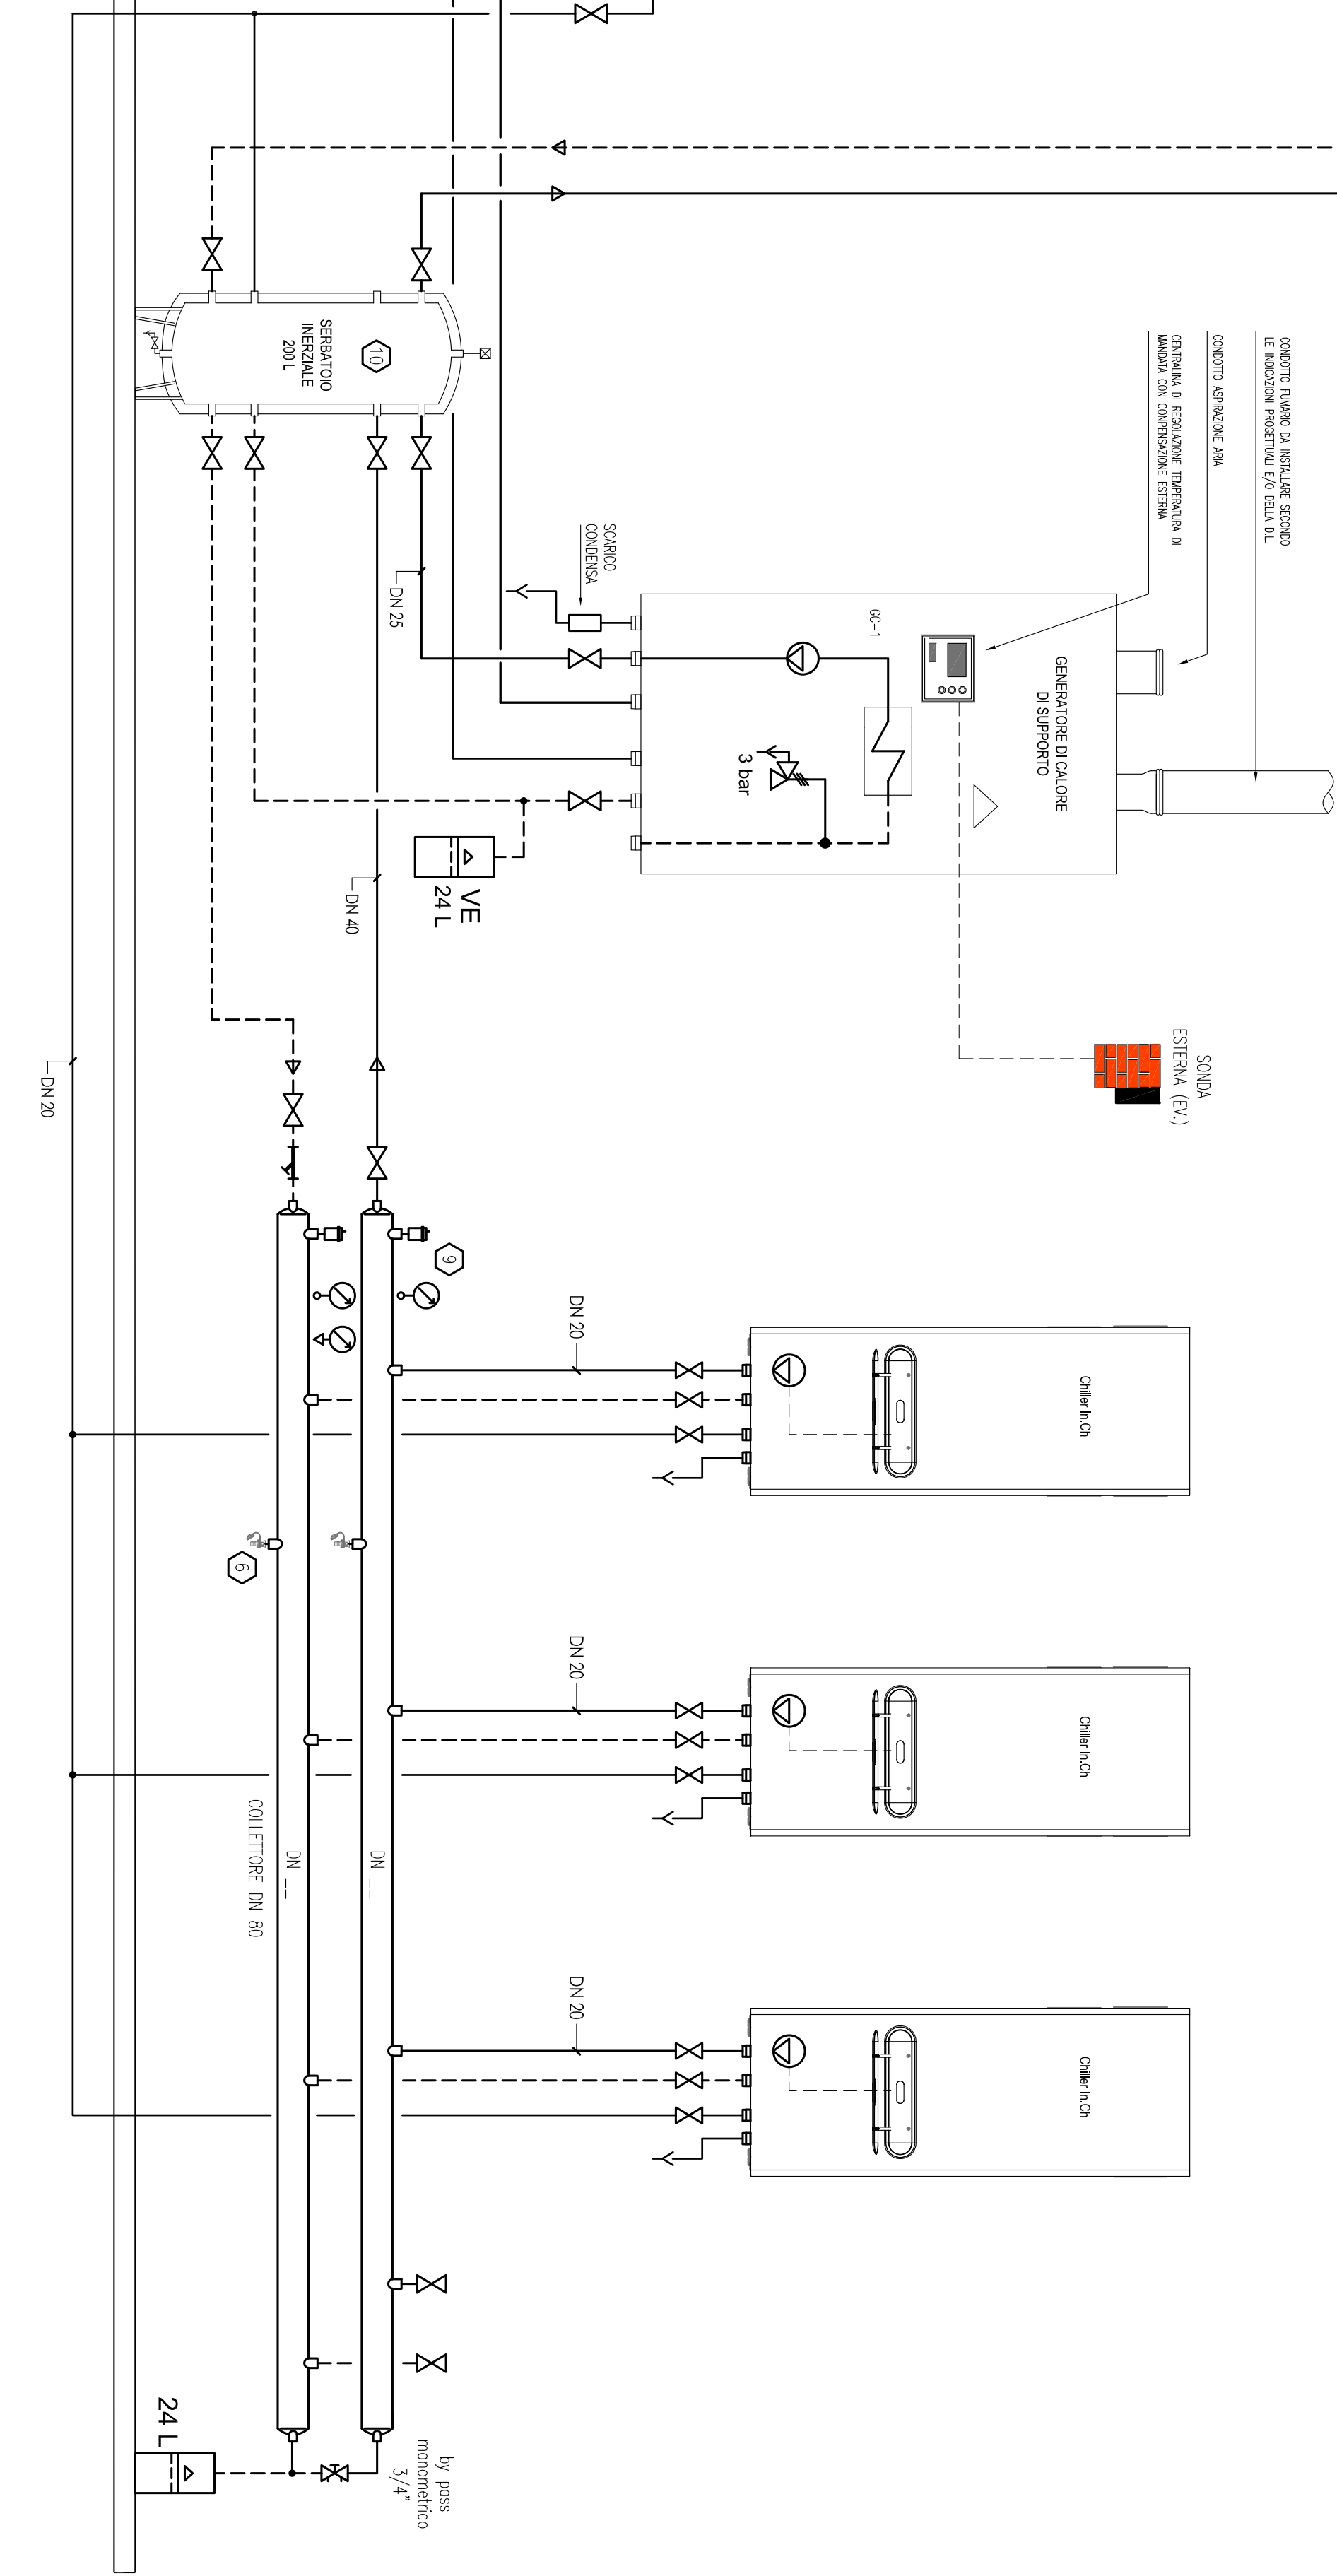 CONDOTTO FUMARIO DA INSTALLARE SECONDO
LE INDICAZIONI PROGETTUALI E/O DELLA D.L.
CONDOTTO ASPIRAZIONE ARIA
CENTRALINA DI REGOLAZIONE TEMPERATURA DI
MANDATA CON CONPENSAZIONE ESTERNA
SERBATOIO
INERZIALE
200 L
10
SCARICO
CONDENSA
DN 25
GC-1
GENERATORE DI CALORE
DI SUPPORTO
3 bar
VE
24 L
DN 40
SONDA
ESTERNA (EV.)
DN 20
9
DN 20
Chiller In.Ch
6
DN 20
Chiller In.Ch
DN __
DN __
COLLETTORE DN 80
DN 20
Chiller In.Ch
by pass
manometrico
3/4"
24 L